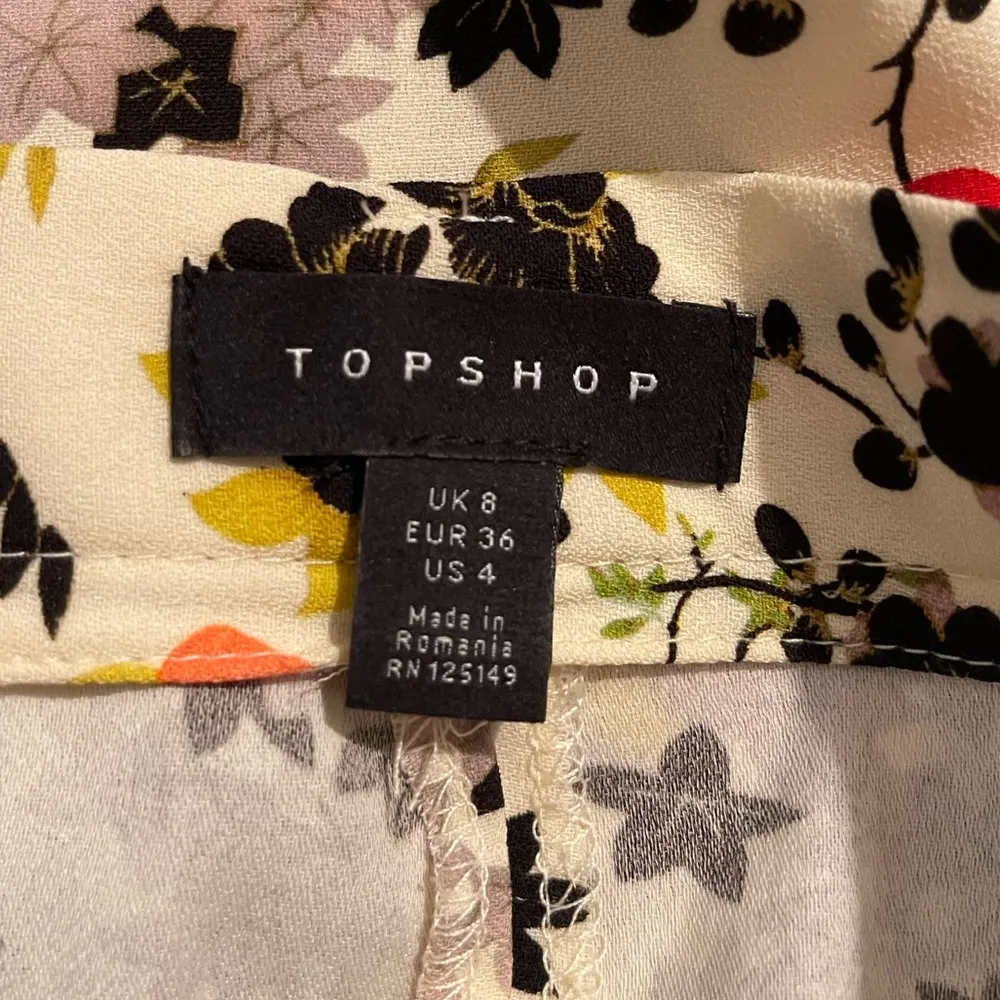 TOPSHOP
UK 8
EUR 36
US 4
Made in
Romania
RN 125149